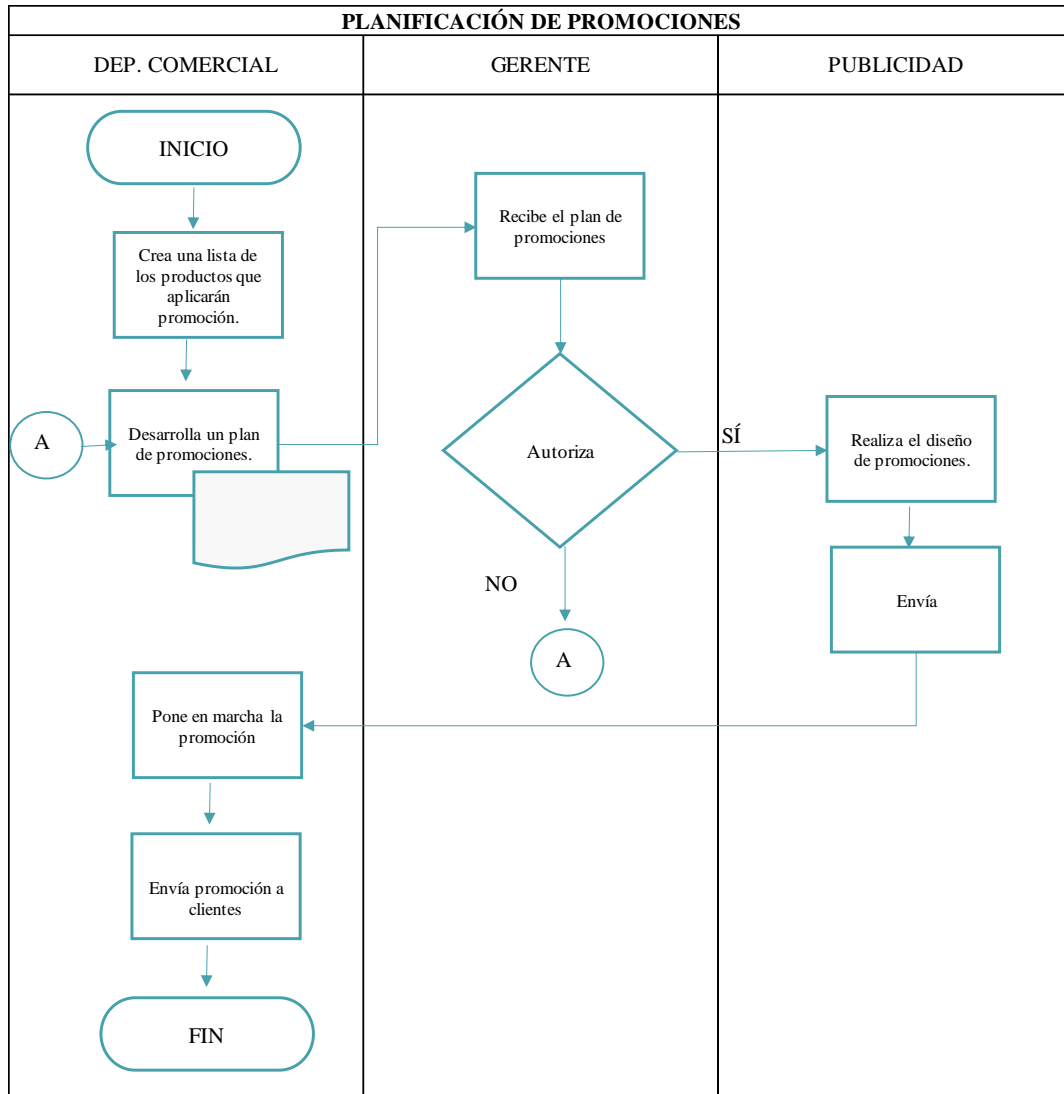 PLANIFICACIÓN DE PROMOCIONES
DEP. COMERCIAL
GERENTE
PUBLICIDAD
INICIO
Crea una lista de
los productos que
aplicarán
promoción.
A
Desarrolla un plan
de promociones.
Recibe el plan de
promociones
Autoriza
SÍ
NO
A
Realiza el diseño
de promociones.
Envía
Pone en marcha la
promoción
Envía promoción a
clientes
FIN